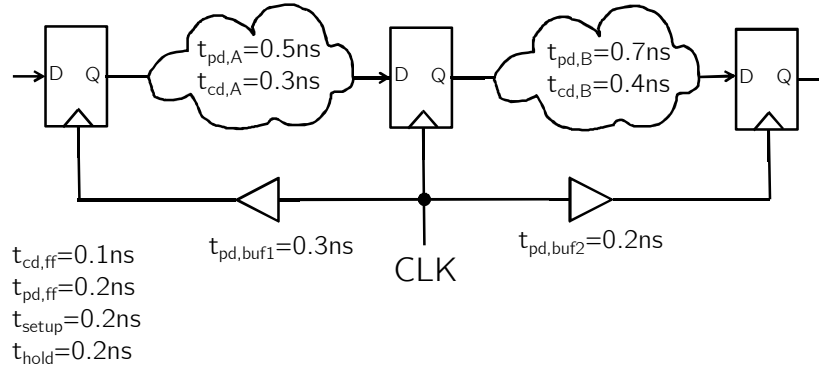 t_pd,A=0.5ns
t_cd,A=0.3ns
t_pd,B=0.7ns
t_cd,B=0.4ns
D Q
D Q
D Q
t_pd,buf1=0.3ns
t_pd,buf2=0.2ns
CLK
t_cd,ff=0.1ns
t_pd,ff=0.2ns
t_setup=0.2ns
t_hold=0.2ns